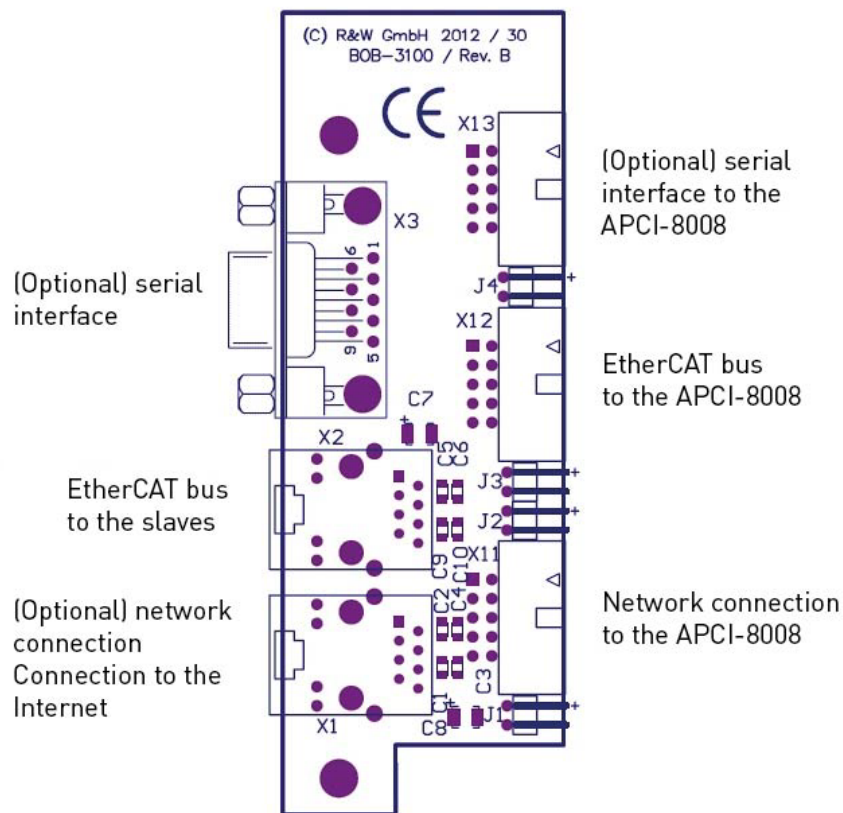 (C) R&W GmbH 2012 / 30
BOB-3100 / Rev. B
CE
X13
(Optional) serial
interface to the
APCI-8008
X3
6
1
9
5
(Optional) serial
interface
J4
+
X12
EtherCAT bus
to the APCI-8008
C7
+
X2
C5
C6
J3
+
J2
+
EtherCAT bus
to the slaves
C9
C10
X11
C2
C4
(Optional) network
connection
Connection to the
Internet
Network connection
to the APCI-8008
C1
C3
X1
+
C8
J1
+